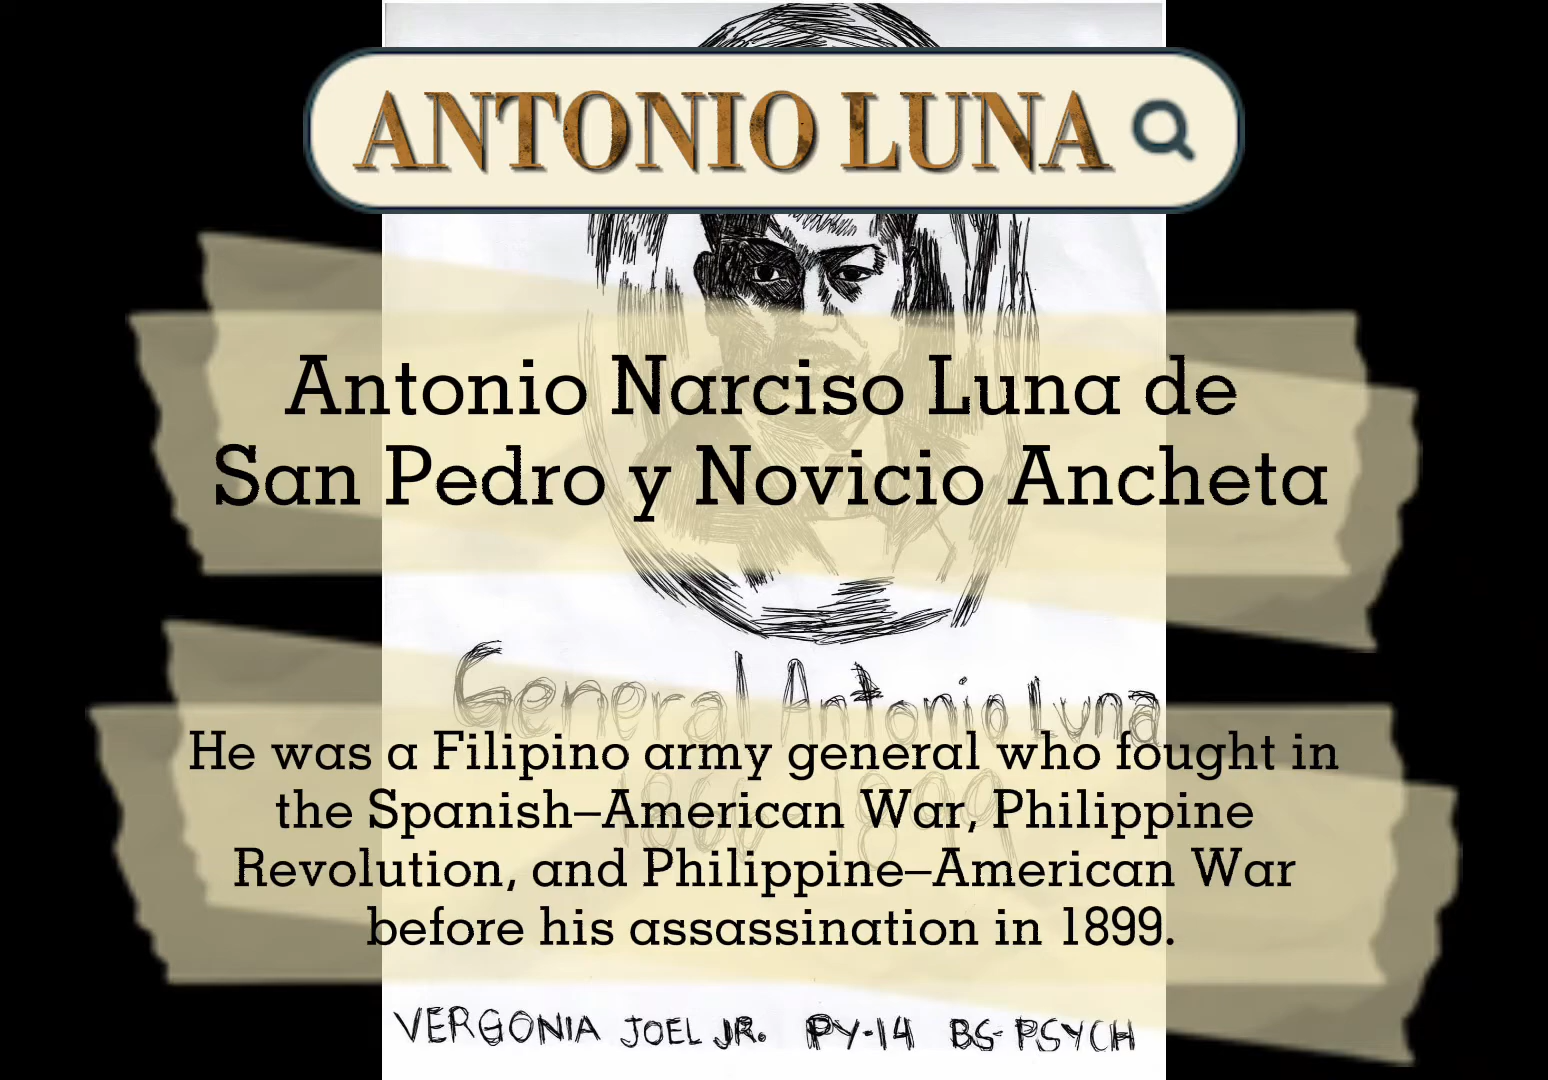 ANTONIO LUNA
Antonio Narciso Luna de
San Pedro y Novicio Ancheta
General Antonio Luna
He was a Filipino army general who fought in
1866 - 1899
the Spanish–American War, Philippine
Revolution, and Philippine–American War
before his assassination in 1899.
VERGONIA JOEL JR. PY-14 BS-PSYCH